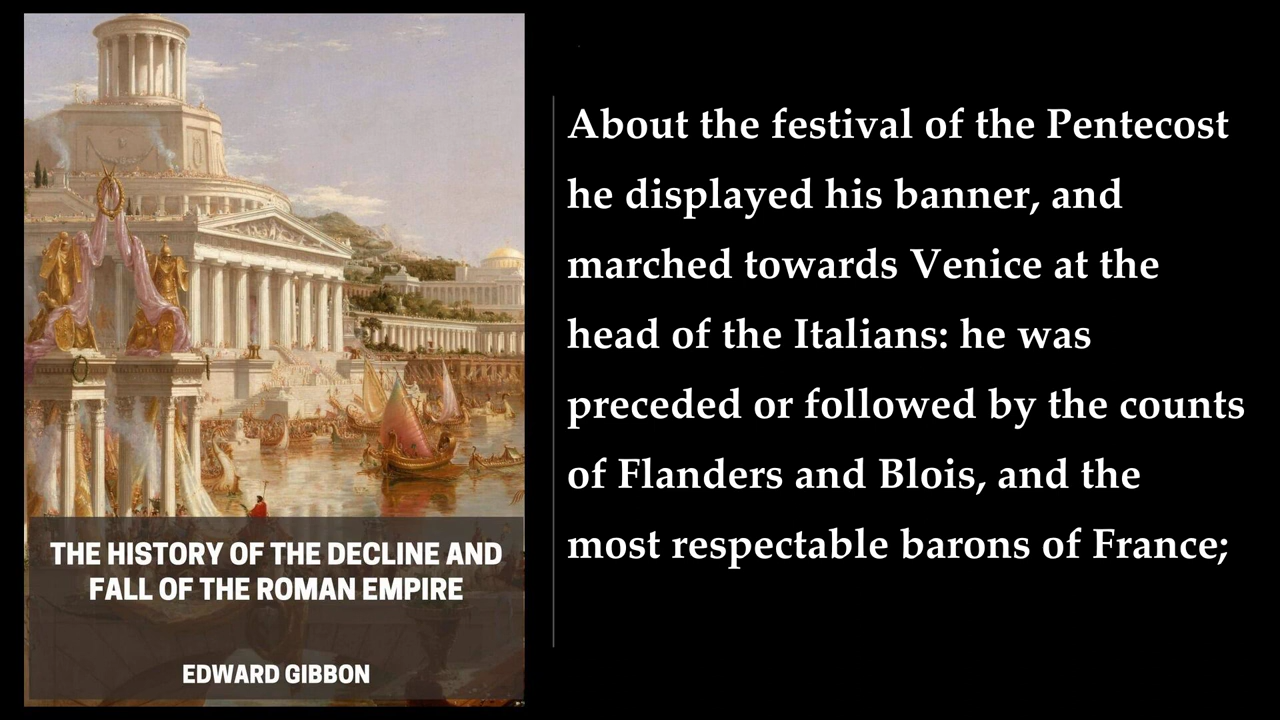 THE HISTORY OF THE DECLINE AND
FALL OF THE ROMAN EMPIRE
EDWARD GIBBON
About the festival of the Pentecost
he displayed his banner, and
marched towards Venice at the
head of the Italians: he was
preceded or followed by the counts
of Flanders and Blois, and the
most respectable barons of France;